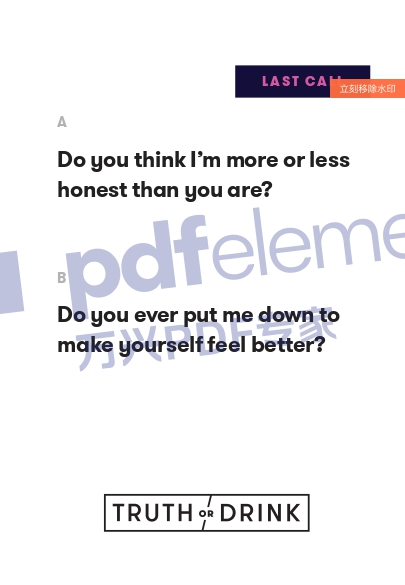 LAST CALL
立刻移除水印
A
Do you think I’m more or less
honest than you are?
pdfeleme
B
Do you ever put me down to
make yourself feel better?
万兴PDF专家
TRUTH OR DRINK